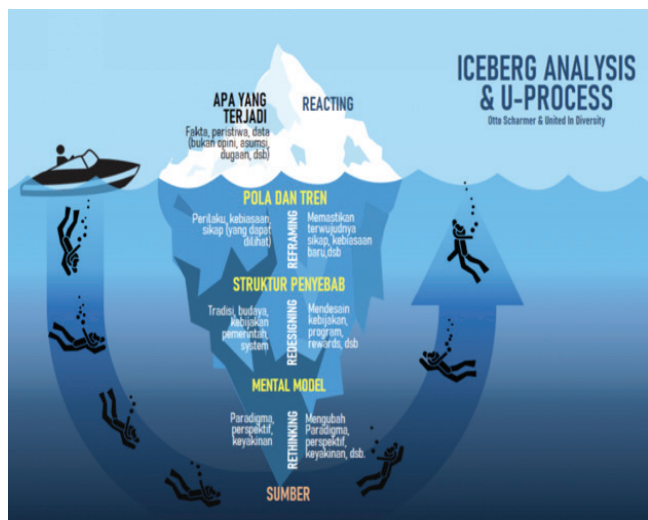 ICEBERG ANALYSIS
& U-PROCESS
Otto Scharmer & United In Diversity
APA YANG
TERJADI
Fakta, peristiwa, data
(bukan opini, asumsi,
dugaan, dsb)
REACTING
POLA DAN TREN
Perilaku, kebiasaan,
sikap (yang dapat
dilihat)
REFRAMING
Memastikan
terwujudnya
sikap, kebiasaan
baru,dsb
STRUKTUR PENYEBAB
Tradisi, budaya,
kebijakan
pemerintah,
system
REDESIGNING
Mendesain
kebijakan,
program,
rewards, dsb
MENTAL MODEL
Paradigma,
perspektif,
keyakinan
RETHINKING
Mengubah
Paradigma,
perspektif,
keyakinan, dsb.
SUMBER